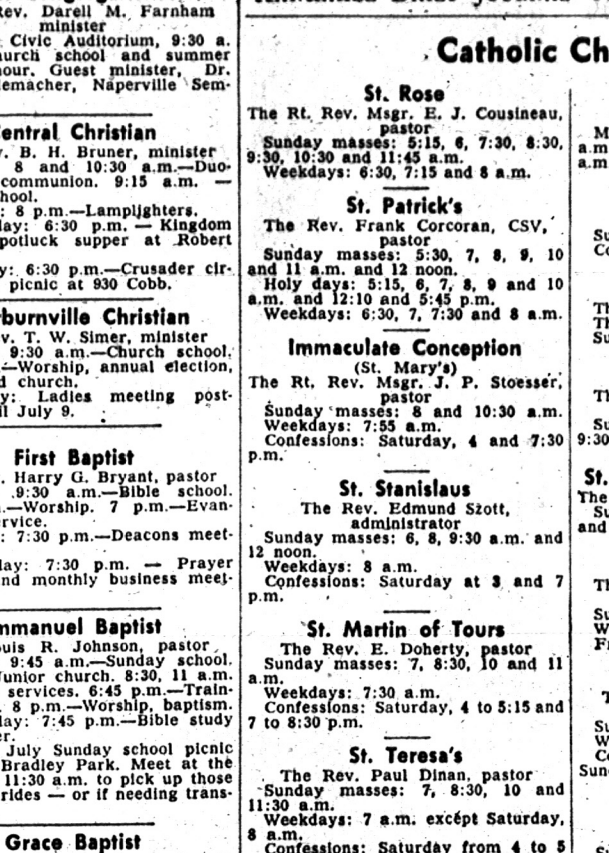 Rev. Darell M. Farnham
minister
Civic Auditorium, 9:30 a.
church school and summer
hour. Guest minister, Dr.
Naperville Sem-
Central Christian
B. H. Bruner, minister
8 and 10:30 a.m.—Duo-
communion. 9:15 a.m. —
: 8 p.m.—Lamplighters.
6:30 p.m. — Kingdom
potluck supper at Robert
6:30 p.m.—Crusader cir-
picnic at 930 Cobb.
burnville Christian
T. W. Simer, minister
9:30 a.m.—Church school.
—Worship, annual election,
church.
Ladies meeting post-
July 9.
First Baptist
Harry G. Bryant, pastor
9:30 a.m.—Bible school.
—Worship. 7 p.m.—Evan-
: 7:30 p.m.—Deacons meet-
7:30 p.m. — Prayer
and monthly business meet-
Immanuel Baptist
R. Johnson, pastor
9:45 a.m.—Sunday school.
Junior church. 8:30, 11 a.m.
services. 6:45 p.m.—Train-
8 p.m.—Worship, baptism.
7:45 p.m.—Bible study
July Sunday school picnic
Bradley Park. Meet at the
11:30 a.m. to pick up those
rides — or if needing trans-
Grace Baptist
Catholic Ch
St. Rose
The Rt. Rev. Msgr. E. J. Cousineau,
pastor
Sunday masses: 5:15, 6, 7:30, 8:30,
9:30, 10:30 and 11:45 a.m.
Weekdays: 6:30, 7:15 and 8 a.m.
St. Patrick's
The Rev. Frank Corcoran, CSV,
pastor
Sunday masses: 5:30, 7, 8, 9, 10
and 11 a.m. and 12 noon.
Holy days: 5:15, 6, 7, 8, 9 and 10
a.m. and 12:10 and 5:45 p.m.
Weekdays: 6:30, 7, 7:30 and 8 a.m.
Immaculate Conception
(St. Mary's)
The Rt. Rev. Msgr. J. P. Stoesser,
pastor
Sunday masses: 8 and 10:30 a.m.
Weekdays: 7:55 a.m.
Confessions: Saturday, 4 and 7:30
p.m.
St. Stanislaus
The Rev. Edmund Szott,
administrator
Sunday masses: 6, 8, 9:30 a.m. and
12 noon.
Weekdays: 8 a.m.
Confessions: Saturday at 3 and 7
p.m.
St. Martin of Tours
The Rev. E. Doherty, pastor
Sunday masses: 7, 8:30, 10 and 11
a.m.
Weekdays: 7:30 a.m.
Confessions: Saturday, 4 to 5:15 and
7 to 8:30 p.m.
St. Teresa's
The Rev. Paul Dinan, pastor
Sunday masses: 7, 8:30, 10 and
11:30 a.m.
Weekdays: 7 a.m. except Saturday,
8 a.m.
Confessions: Saturday from 4 to 5
a.m
a.m
9:30
St.
The
and